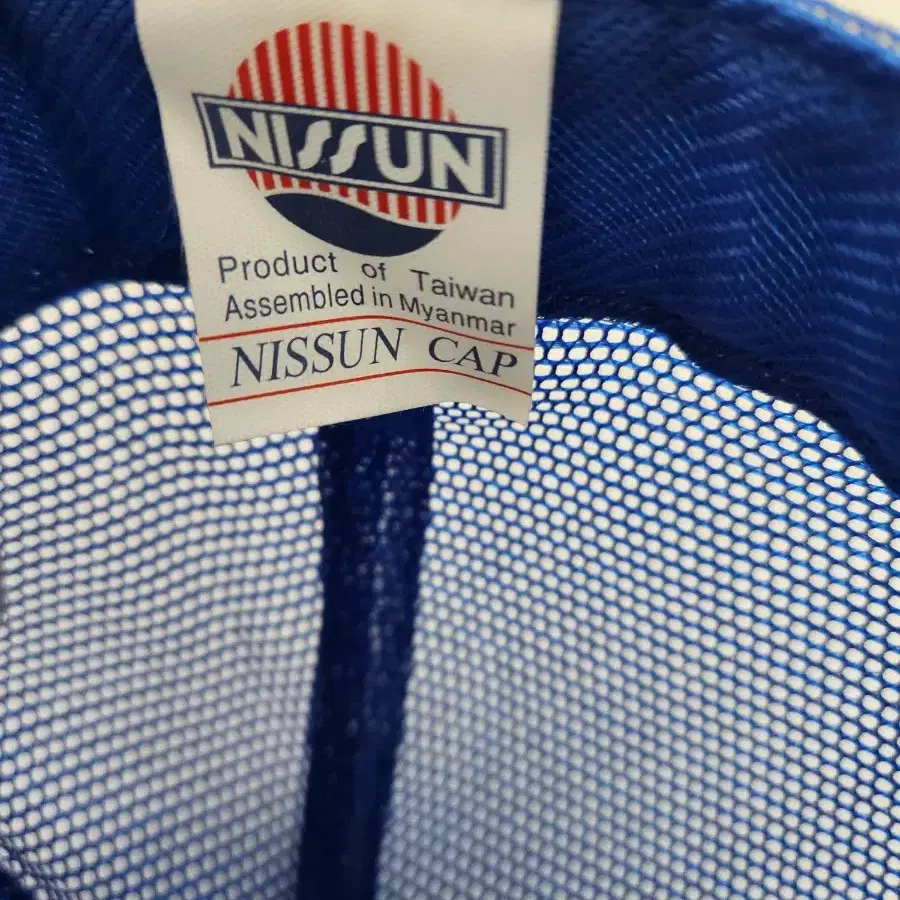 NISSUN
Product of Taiwan
Assembled in Myanmar
NISSUN CAP